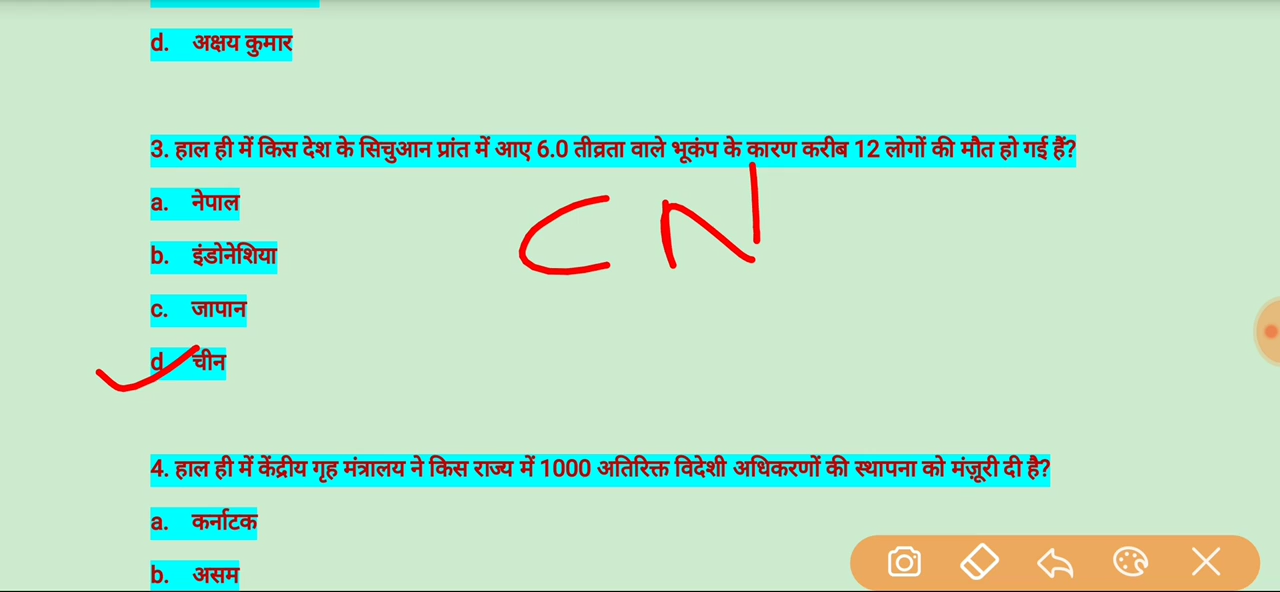 d. अक्षय कुमार
3. हाल ही में किस देश के सिचुआन प्रांत में आए 6.0 तीव्रता वाले भूकंप के कारण करीब 12 लोगों की मौत हो गई हैं?
CN
a. नेपाल
b. इंडोनेशिया
c. जापान
d. चीन
4. हाल ही में केंद्रीय गृह मंत्रालय ने किस राज्य में 1000 अतिरिक्त विदेशी अधिकरणों की स्थापना को मंजूरी दी है?
a. कर्नाटक
b. असम